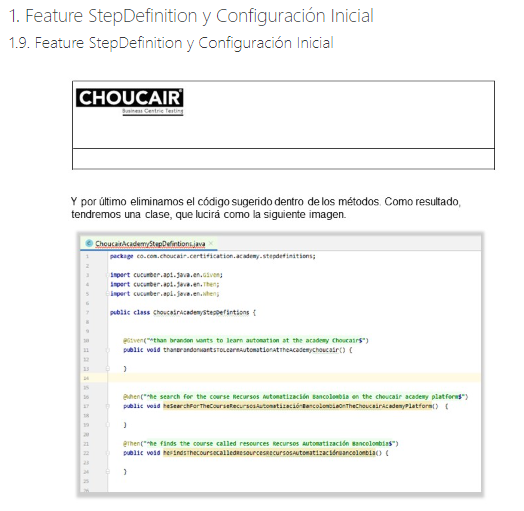 1. Feature StepDefinition y Configuración Inicial
1.9. Feature StepDefinition y Configuración Inicial
CHOUCAIR
Business Centric Testing
Y por último eliminamos el código sugerido dentro de los métodos. Como resultado,
tendremos una clase, que lucirá como la siguiente imagen.
ChoucairAcademyStepDefintions.java
1 package co.com.choucair.certification.academy.stepdefinitions;
2
3 import cucumber.api.java.en.Given;
4 import cucumber.api.java.en.Then;
5 import cucumber.api.java.en.When;
6
7 public class ChoucairAcademyStepDefintions {
8
9
10 @Given("^than brandon wants to learn automation at the academy Choucair$")
11 public void thanBrandonWantsToLearnAutomationAtTheAcademyChoucair() {
12
13 }
14
15
16 @When("^he search for the course Recursos Automatización Bancolombia on the choucair academy platform$")
17 public void heSearchForTheCourseRecursosAutomatizaciónBancolombiaOnTheChoucairAcademyPlatform() {
18
19 }
20
21 @Then("^he finds the course called resources Recursos Automatización Bancolombia$")
22 public void heFindsTheCourseCalledResourcesRecursosAutomatizaciónBancolombia() {
23
24 }
25
26